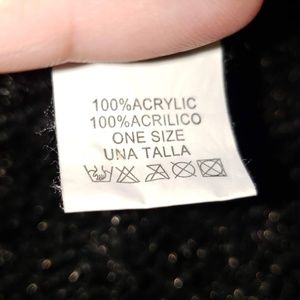 100%ACRYLIC
100%ACRILICO
ONE SIZE
UNA TALLA